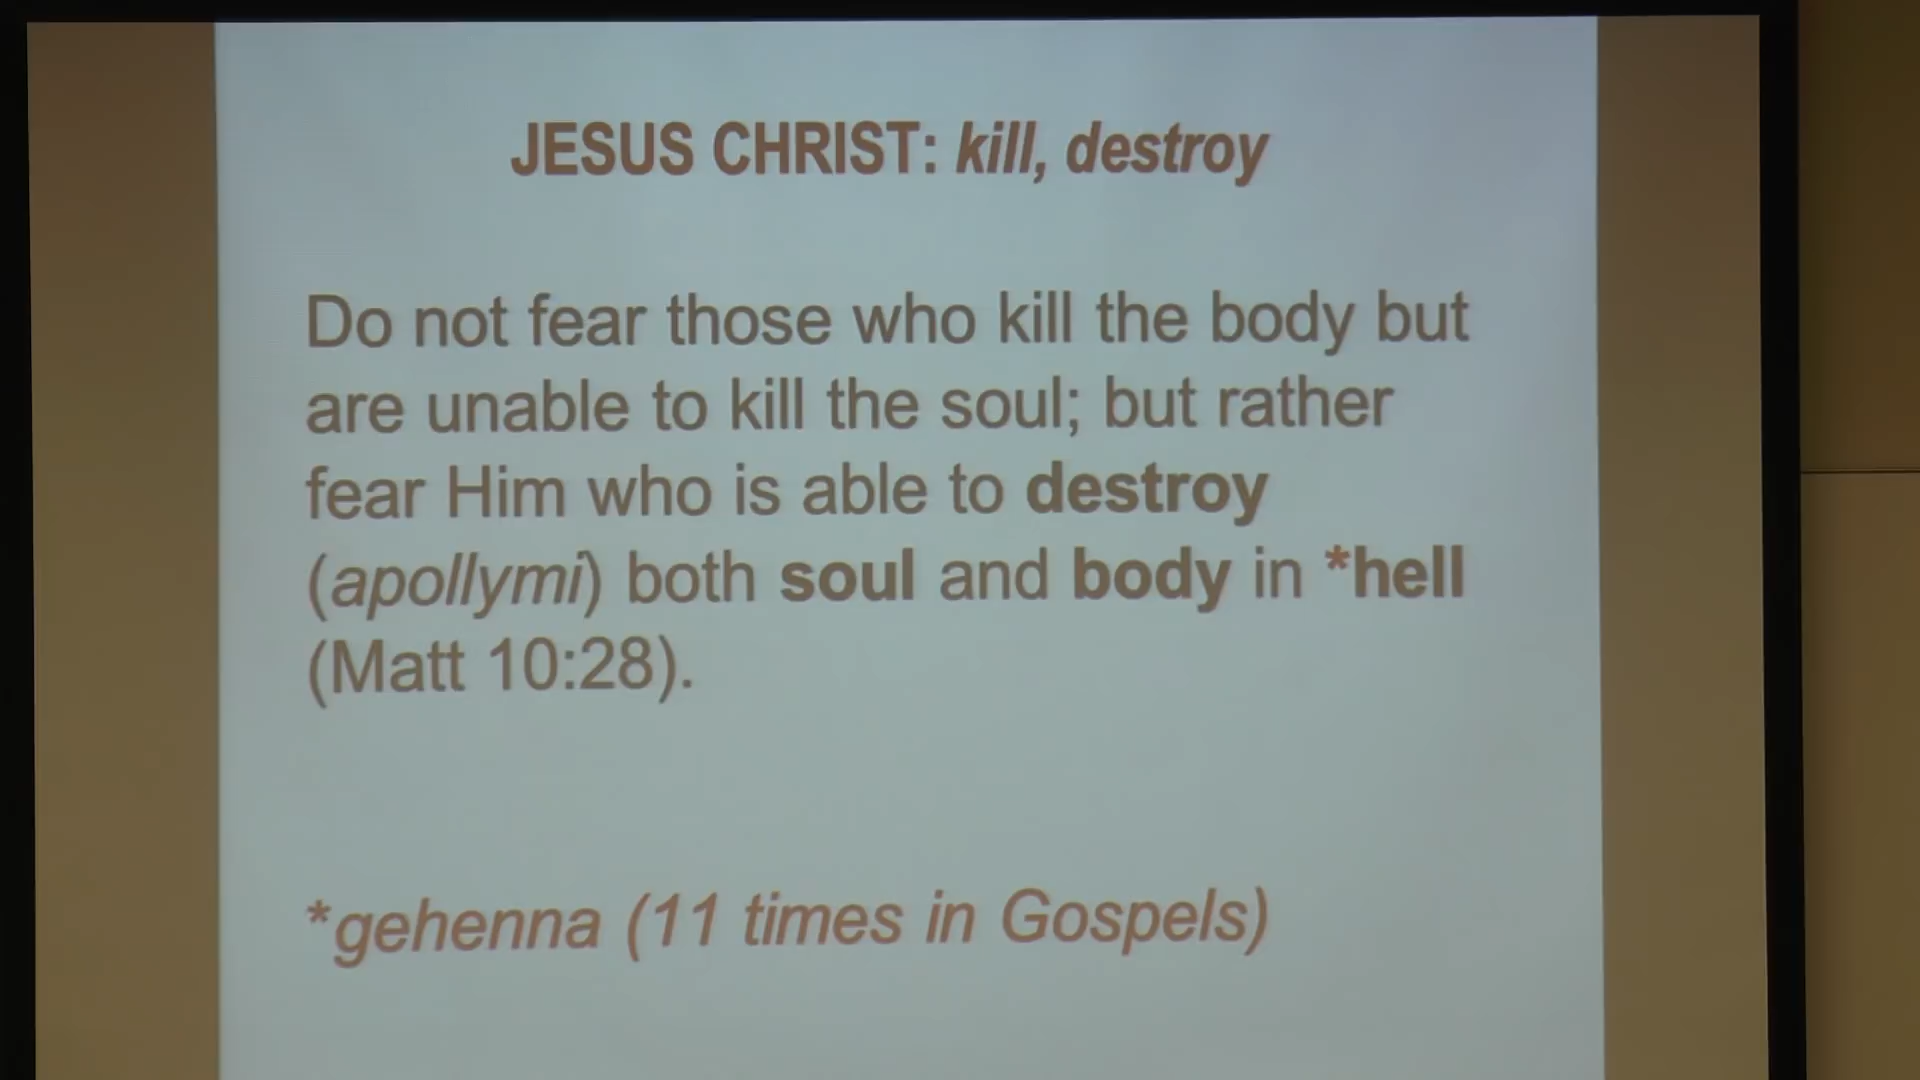 JESUS CHRIST: kill, destroy
Do not fear those who kill the body but
are unable to kill the soul; but rather
fear Him who is able to destroy
(apollymi) both soul and body in *hell
(Matt 10:28).
*gehenna (11 times in Gospels)